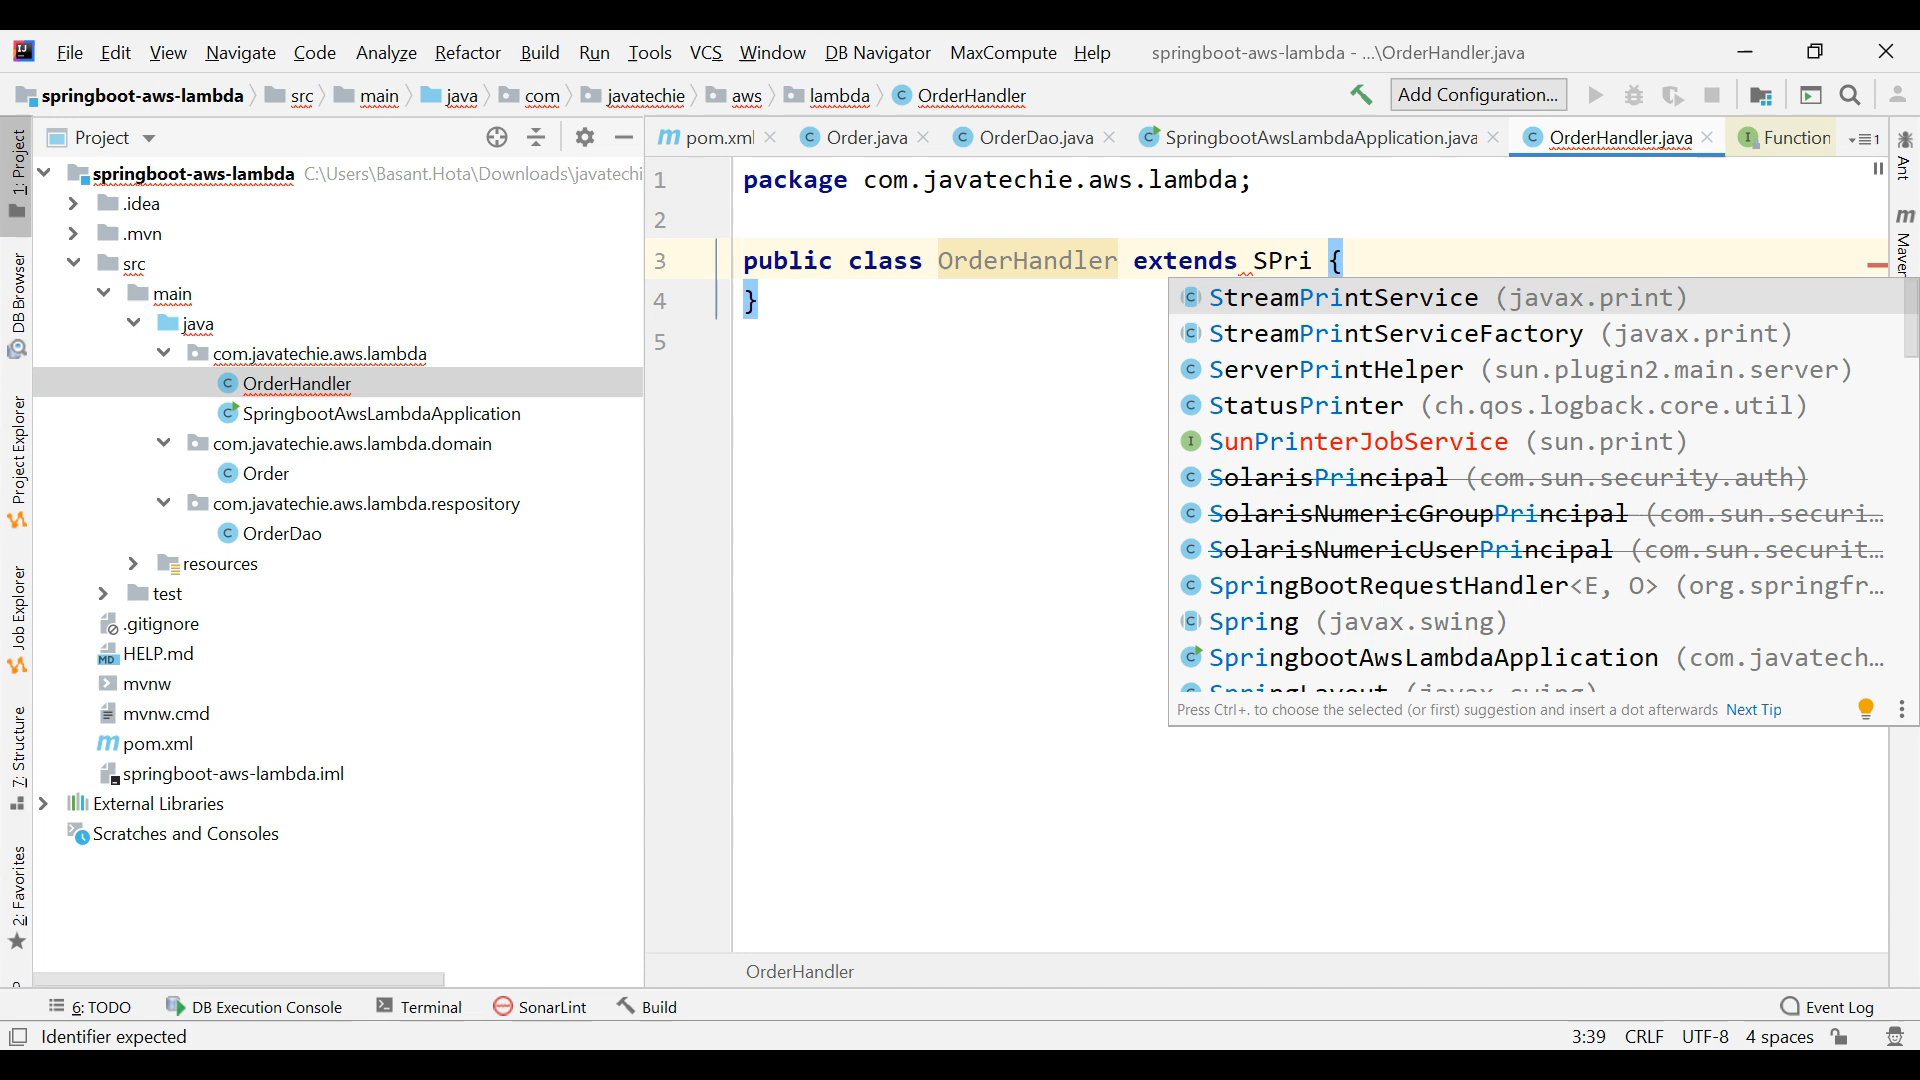 File Edit View Navigate Code Analyze Refactor Build Run Tools VCS Window DB Navigator MaxCompute Help springboot-aws-lambda - ...\OrderHandler.java
springboot-aws-lambda src main java com javatechie aws lambda OrderHandler Add Configuration...
Project
pom.xml Order.java OrderDao.java SpringbootAwsLambdaApplication.java OrderHandler.java Function 1
1: Project
DB Browser
Project Explorer
Job Explorer
7: Structure
2: Favorites
springboot-aws-lambda C:\Users\Basant.Hota\Downloads\javatechi
.idea
.mvn
src
main
java
com.javatechie.aws.lambda
OrderHandler
SpringbootAwsLambdaApplication
com.javatechie.aws.lambda.domain
Order
com.javatechie.aws.lambda.respository
OrderDao
resources
test
.gitignore
HELP.md
mvnw
mvnw.cmd
pom.xml
springboot-aws-lambda.iml
External Libraries
Scratches and Consoles
1 package com.javatechie.aws.lambda;
2
3 public class OrderHandler extends SPri {
4 }
5
StreamPrintService (javax.print)
StreamPrintServiceFactory (javax.print)
ServerPrintHelper (sun.plugin2.main.server)
StatusPrinter (ch.qos.logback.core.util)
SunPrinterJobService (sun.print)
SolarisPrincipal (com.sun.security.auth)
SolarisNumericGroupPrincipal (com.sun.securi...
SolarisNumericUserPrincipal (com.sun.securit...
SpringBootRequestHandler<E, O> (org.springfr...
Spring (javax.swing)
SpringbootAwsLambdaApplication (com.javatech...
SpringLayout (javax.swing)
Press Ctrl+. to choose the selected (or first) suggestion and insert a dot afterwards Next Tip
Ant
Maven
OrderHandler
6: TODO DB Execution Console Terminal SonarLint Build Event Log
Identifier expected 3:39 CRLF UTF-8 4 spaces